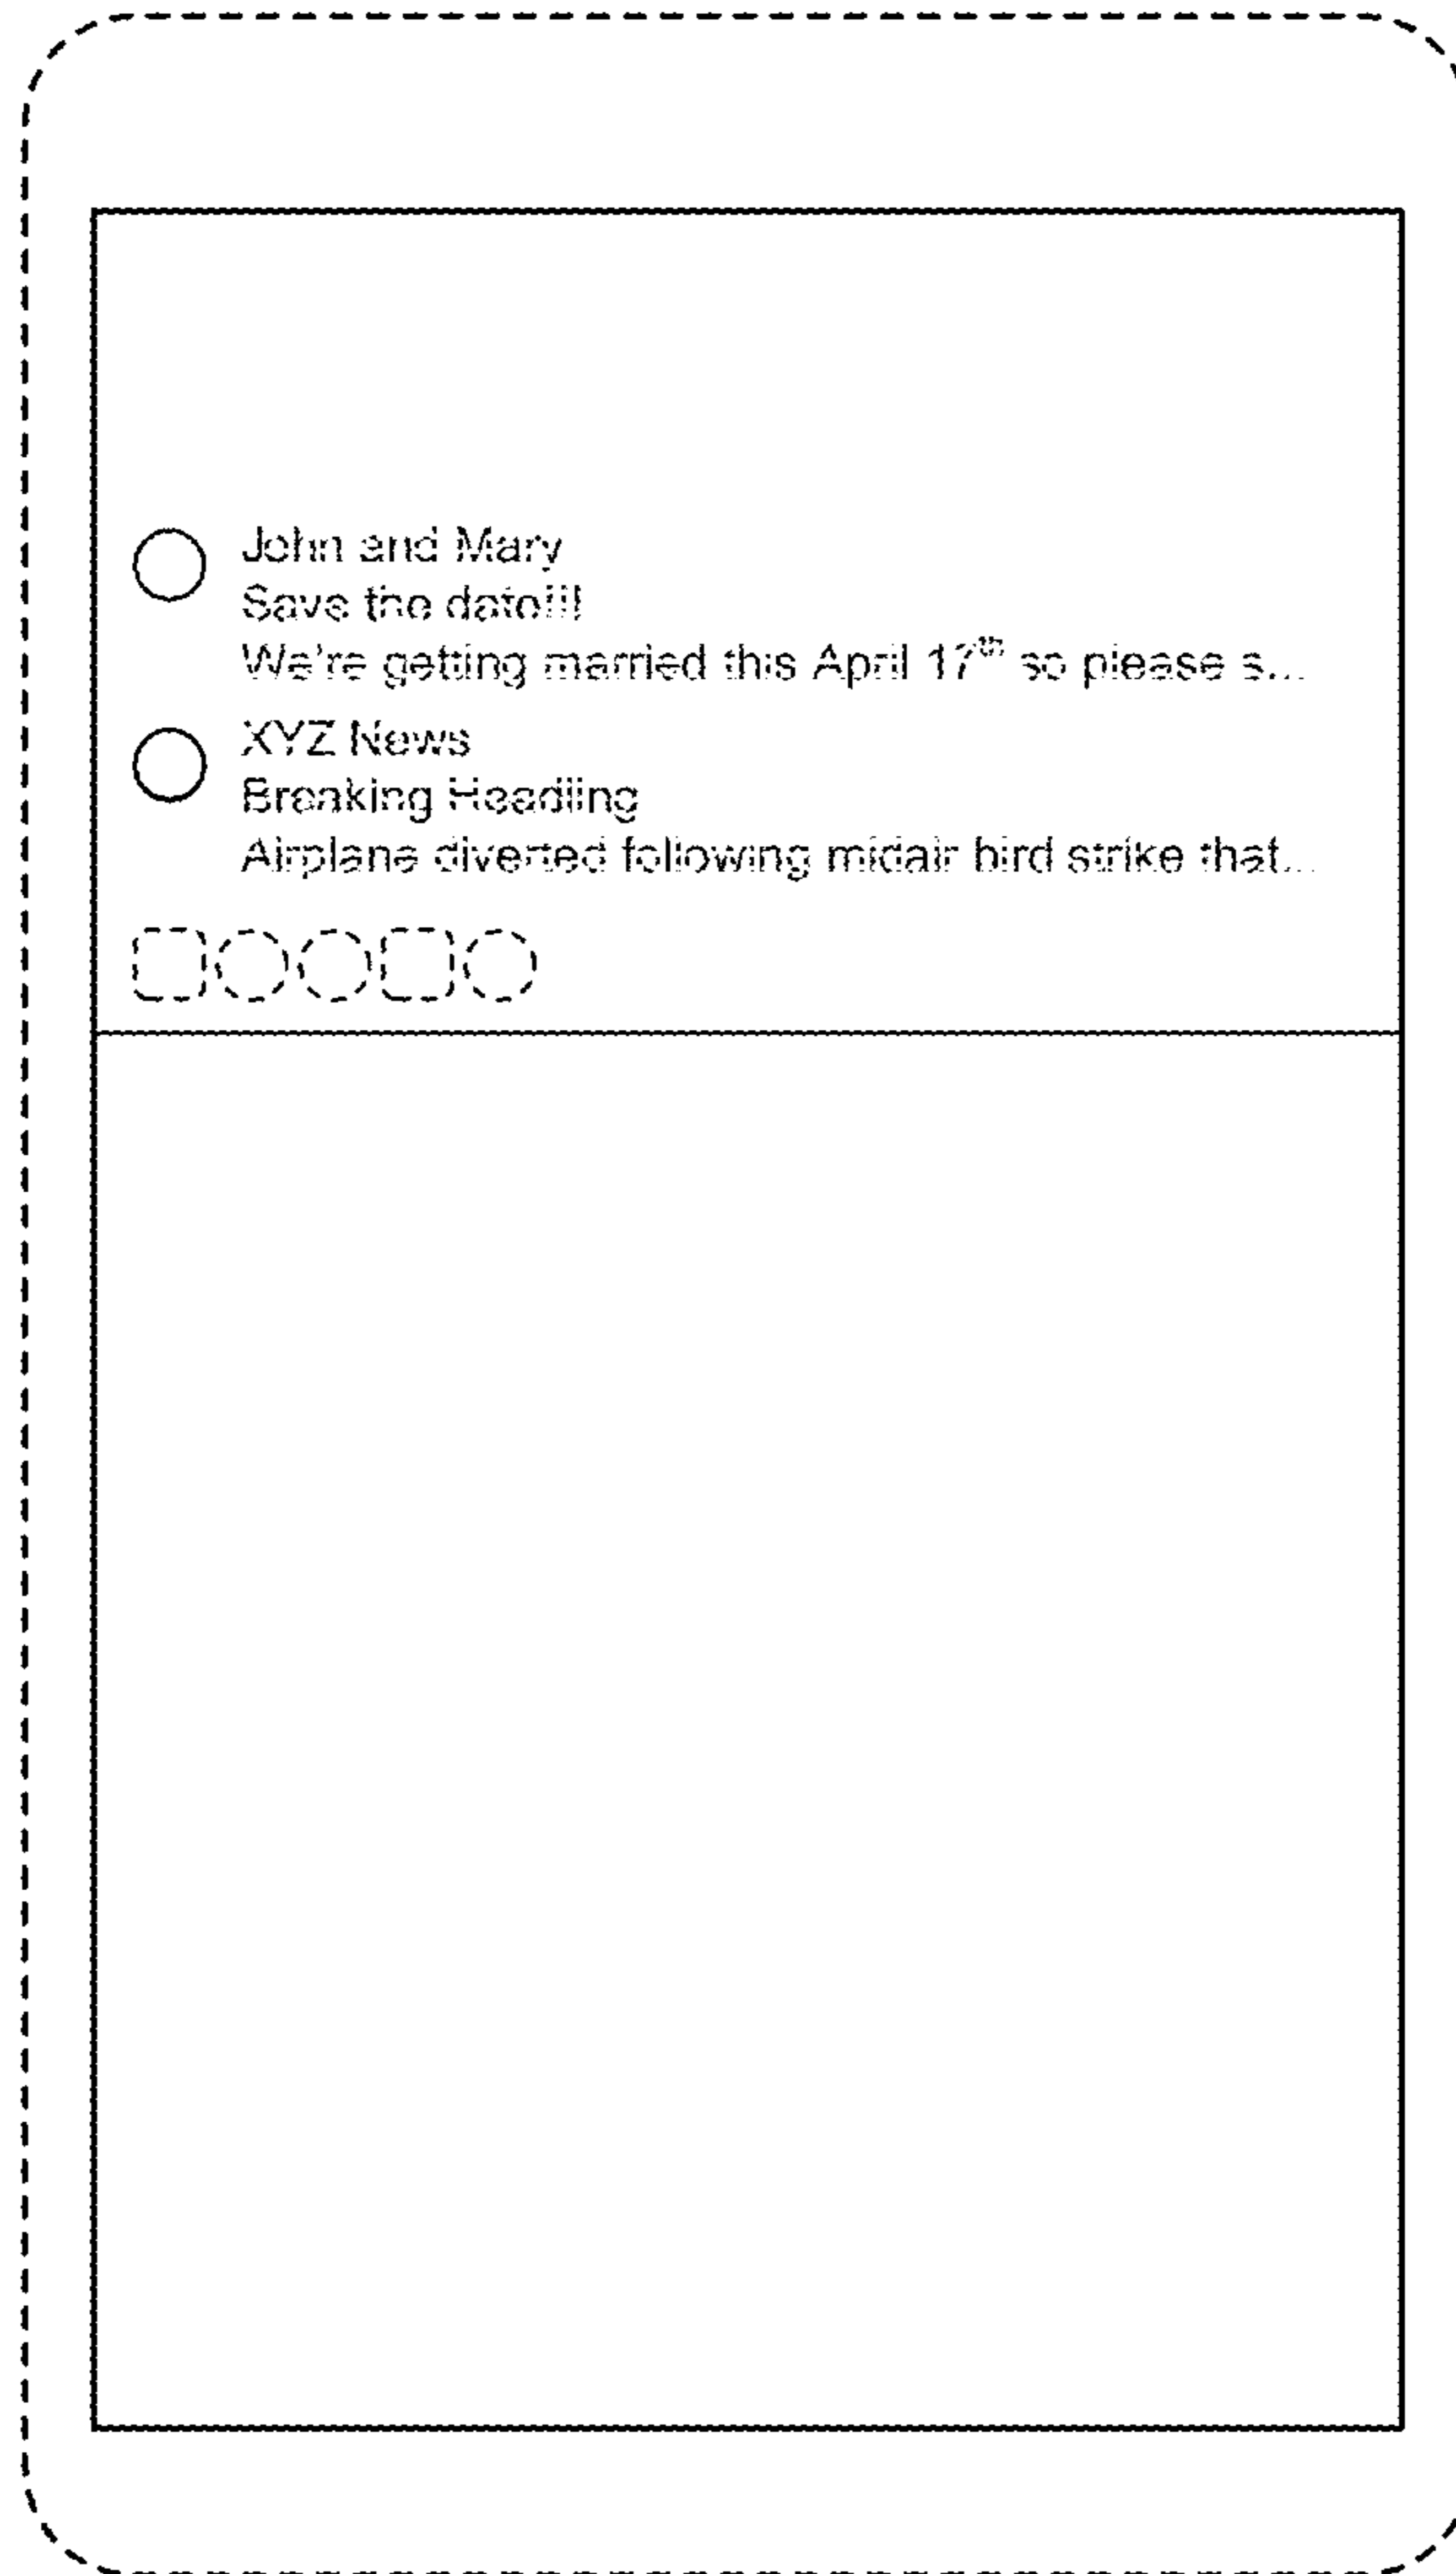 John and Mary
Save the date!!!
We're getting married this April 17th so please s...
XYZ News
Breaking Headling
Airplane diverted following midair bird strike that...